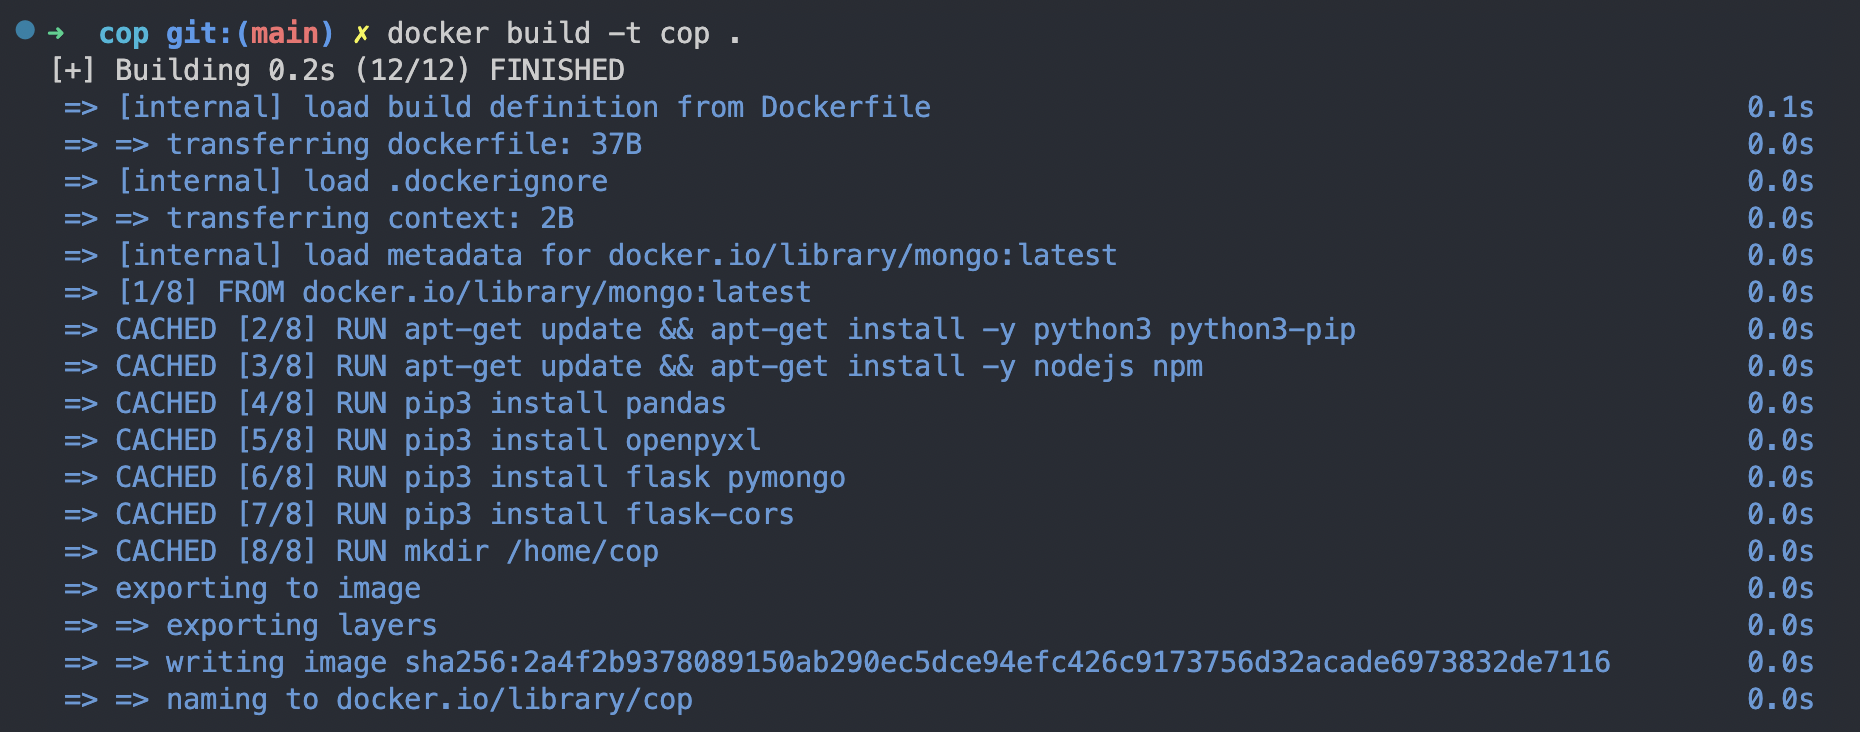 ➜ cop git:(main) ✗ docker build -t cop .
[+] Building 0.2s (12/12) FINISHED
=> [internal] load build definition from Dockerfile 0.1s
=> => transferring dockerfile: 37B 0.0s
=> [internal] load .dockerignore 0.0s
=> => transferring context: 2B 0.0s
=> [internal] load metadata for docker.io/library/mongo:latest 0.0s
=> [1/8] FROM docker.io/library/mongo:latest 0.0s
=> CACHED [2/8] RUN apt-get update && apt-get install -y python3 python3-pip 0.0s
=> CACHED [3/8] RUN apt-get update && apt-get install -y nodejs npm 0.0s
=> CACHED [4/8] RUN pip3 install pandas 0.0s
=> CACHED [5/8] RUN pip3 install openpyxl 0.0s
=> CACHED [6/8] RUN pip3 install flask pymongo 0.0s
=> CACHED [7/8] RUN pip3 install flask-cors 0.0s
=> CACHED [8/8] RUN mkdir /home/cop 0.0s
=> exporting to image 0.0s
=> => exporting layers 0.0s
=> => writing image sha256:2a4f2b9378089150ab290ec5dce94efc426c9173756d32acade6973832de7116 0.0s
=> => naming to docker.io/library/cop 0.0s